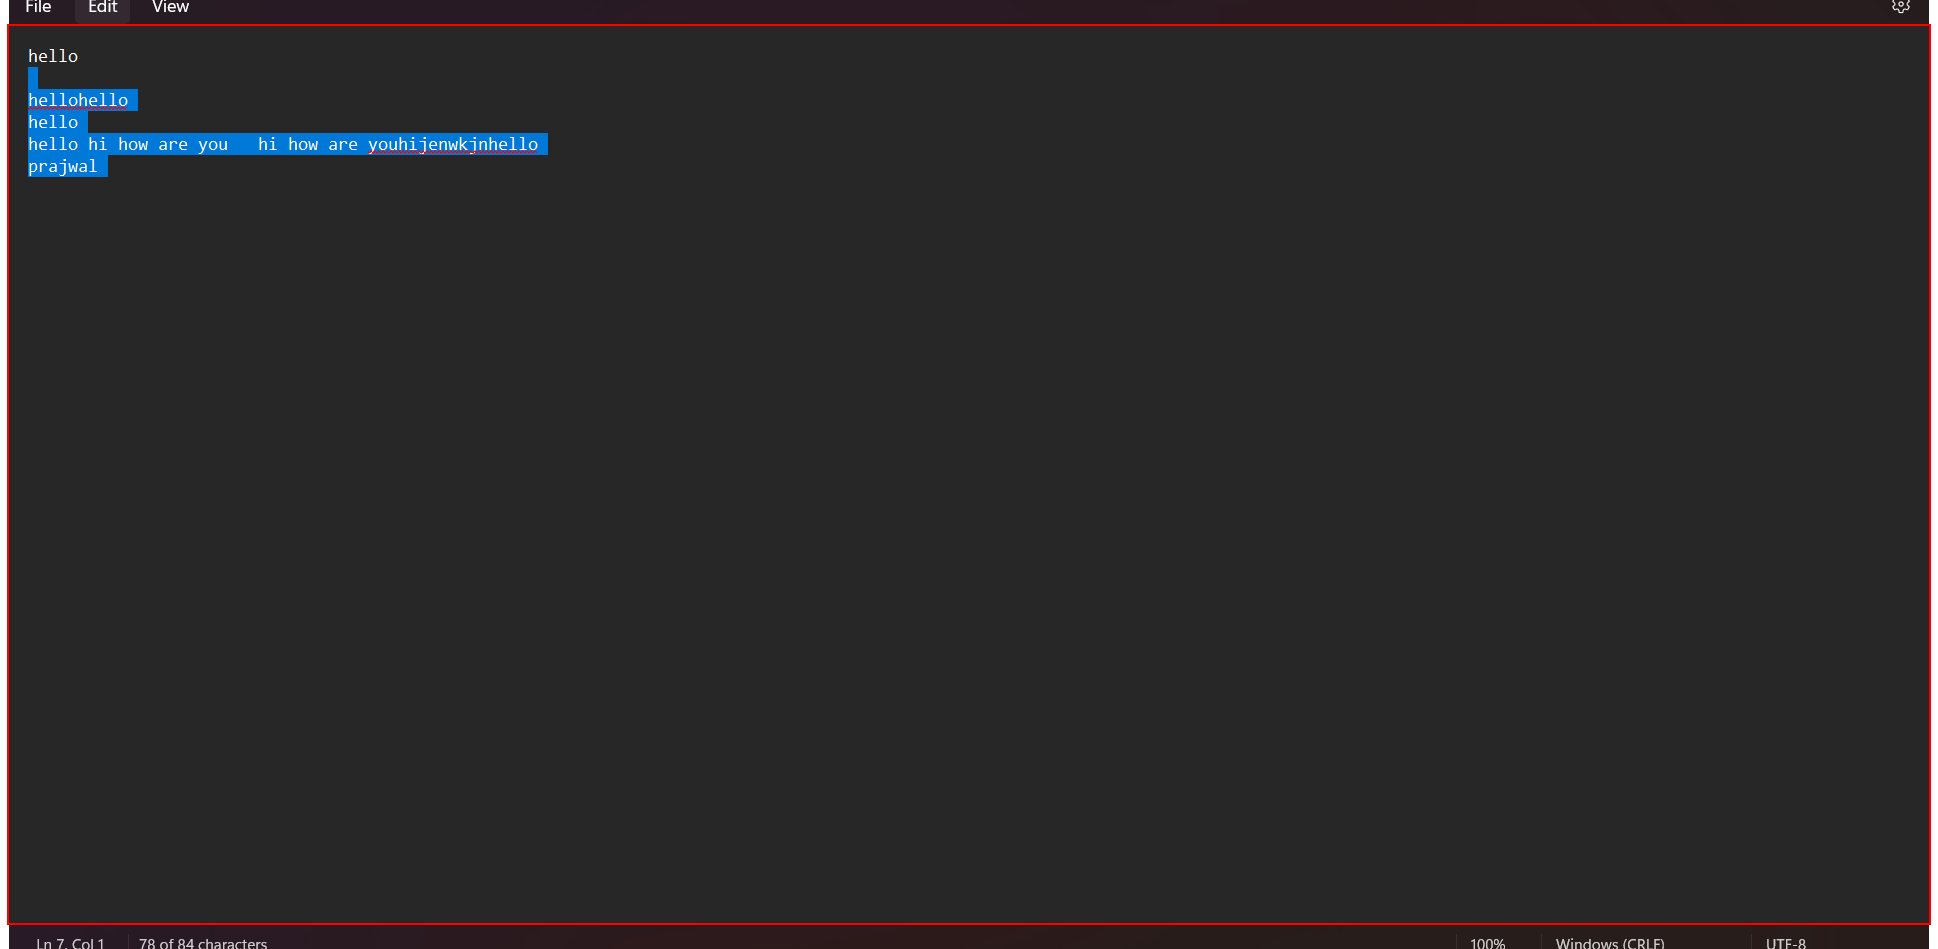 File Edit View
hello
hellohello
hello
hello hi how are you   hi how are youhijenwkjnhello
prajwal
Ln 7, Col 1 78 of 84 characters 100% Windows (CRLF) UTF-8